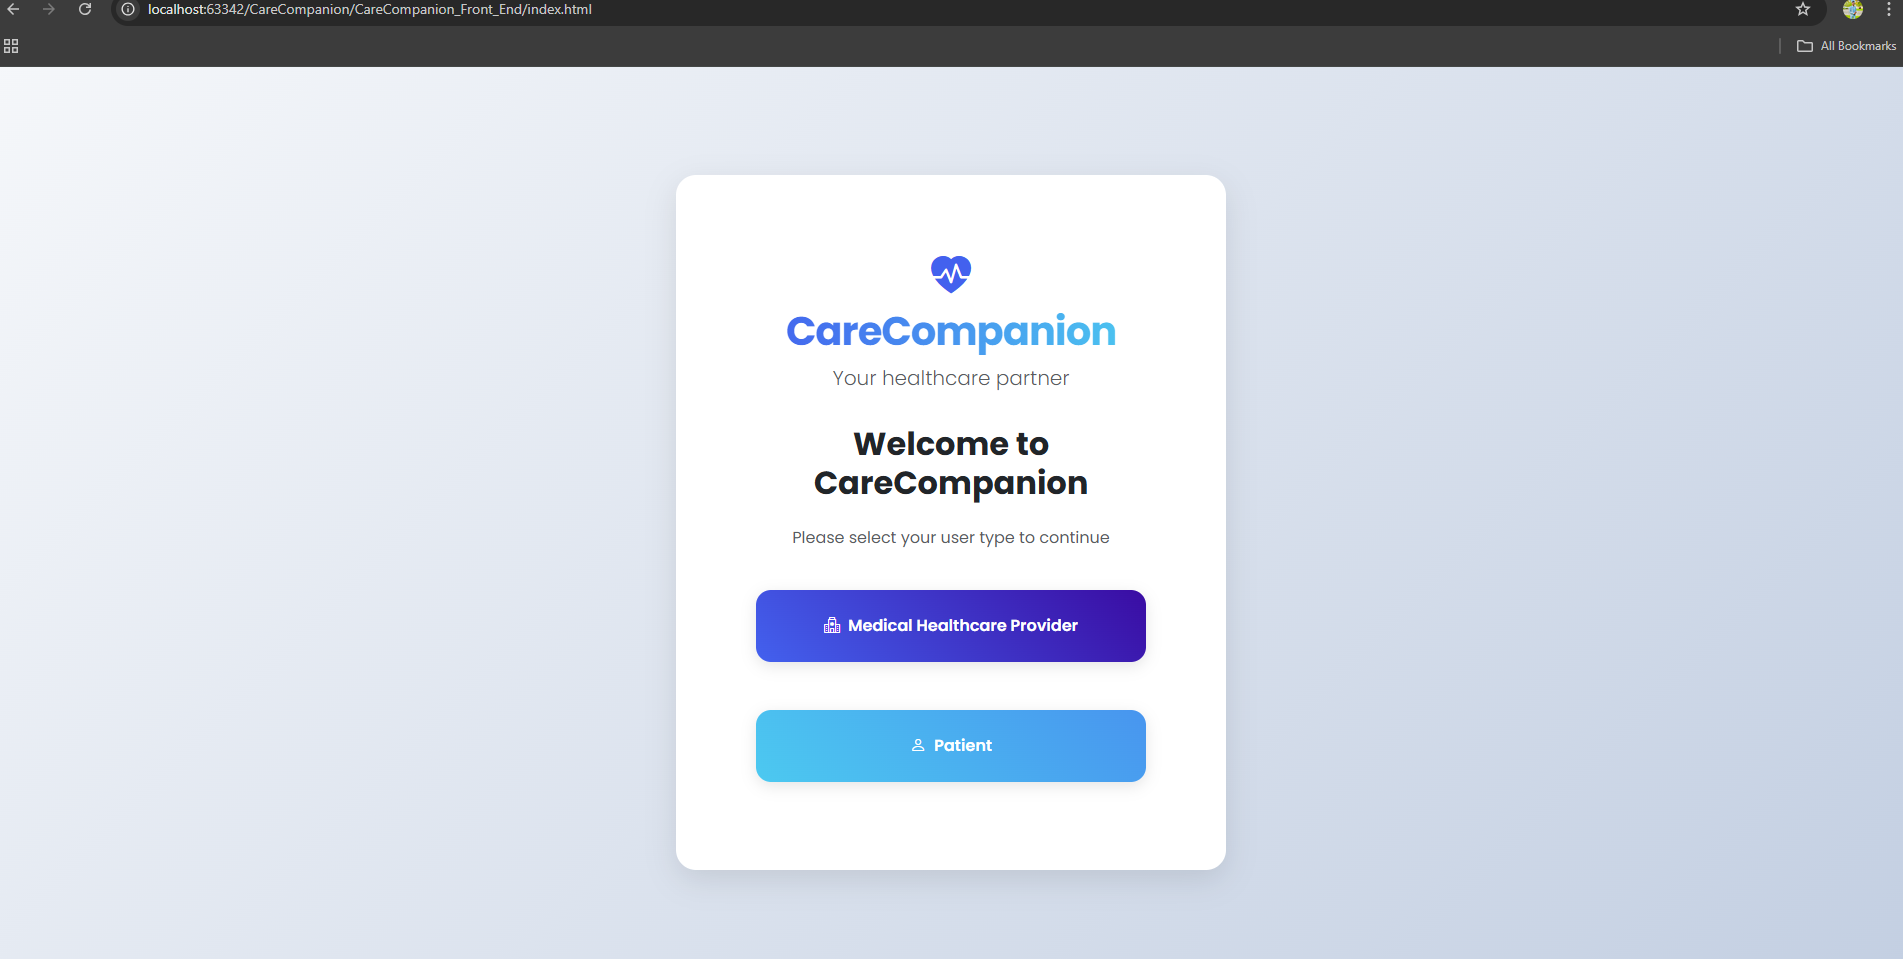 localhost:63342/CareCompanion/CareCompanion_Front_End/index.html
All Bookmarks
CareCompanion
Your healthcare partner
Welcome to
CareCompanion
Please select your user type to continue
Medical Healthcare Provider
Patient